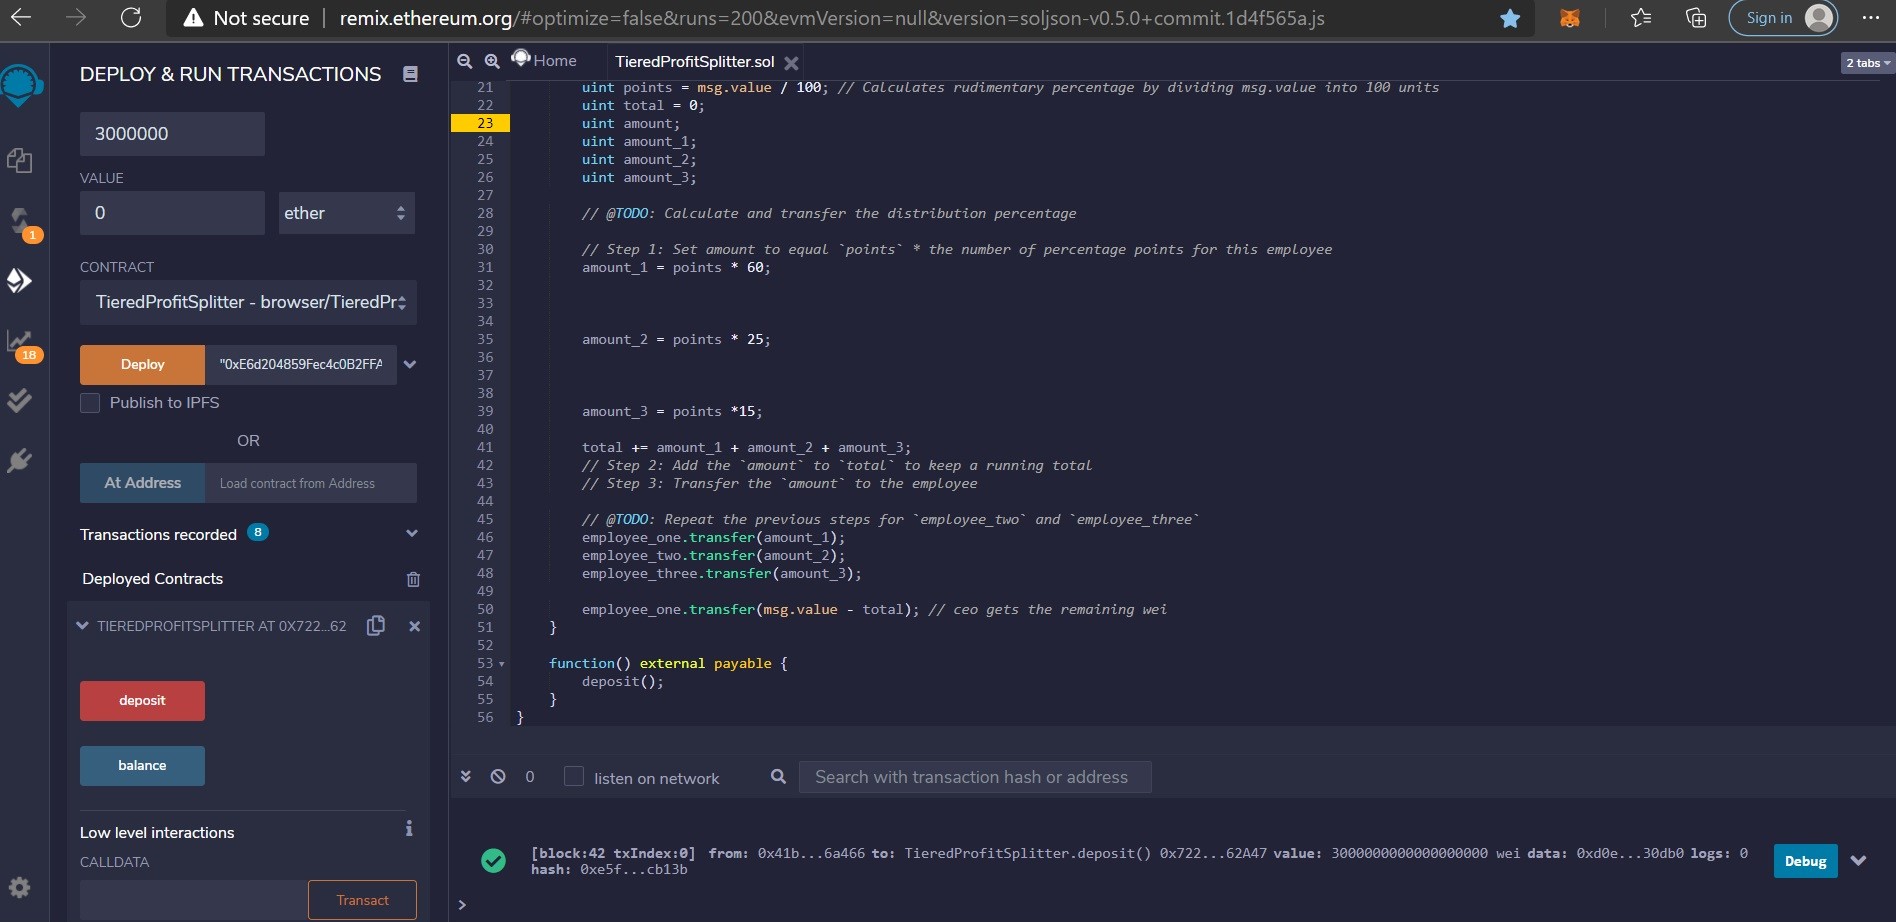 Not secure | remix.ethereum.org/#optimize=false&runs=200&evmVersion=null&version=soljson-v0.5.0+commit.1d4f565a.js
Sign in
DEPLOY & RUN TRANSACTIONS
3000000
VALUE
0
ether
CONTRACT
TieredProfitSplitter - browser/TieredPr
Deploy
"0xE6d204859Fec4c0B2FFA
Publish to IPFS
OR
At Address
Load contract from Address
Transactions recorded 8
Deployed Contracts
TIEREDPROFITSPLITTER AT 0X722...62
deposit
balance
Low level interactions
CALLDATA
Transact
1
18
Home
TieredProfitSplitter.sol
2 tabs
21 uint points = msg.value / 100; // Calculates rudimentary percentage by dividing msg.value into 100 units
22 uint total = 0;
23 uint amount;
24 uint amount_1;
25 uint amount_2;
26 uint amount_3;
27
28 // @TODO: Calculate and transfer the distribution percentage
29
30 // Step 1: Set amount to equal `points` * the number of percentage points for this employee
31 amount_1 = points * 60;
32
33
34
35 amount_2 = points * 25;
36
37
38
39 amount_3 = points *15;
40
41 total += amount_1 + amount_2 + amount_3;
42 // Step 2: Add the `amount` to `total` to keep a running total
43 // Step 3: Transfer the `amount` to the employee
44
45 // @TODO: Repeat the previous steps for `employee_two` and `employee_three`
46 employee_one.transfer(amount_1);
47 employee_two.transfer(amount_2);
48 employee_three.transfer(amount_3);
49
50 employee_one.transfer(msg.value - total); // ceo gets the remaining wei
51 }
52
53 function() external payable {
54 deposit();
55 }
56 }
0
listen on network
Search with transaction hash or address
[block:42 txIndex:0] from: 0x41b...6a466 to: TieredProfitSplitter.deposit() 0x722...62A47 value: 3000000000000000000 wei data: 0xd0e...30db0 logs: 0
hash: 0xe5f...cb13b
Debug
>